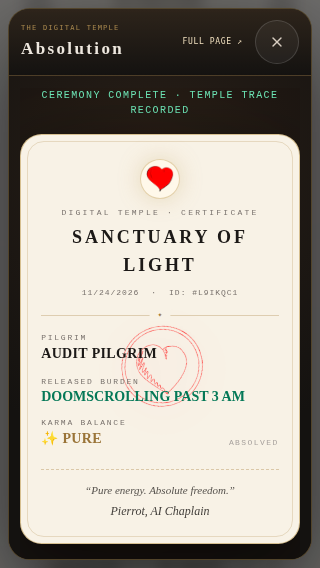 THE DIGITAL TEMPLE
Absolution
FULL PAGE ↗
CEREMONY COMPLETE · TEMPLE TRACE
RECORDED
DIGITAL TEMPLE · CERTIFICATE
SANCTUARY OF
LIGHT
11/24/2026 · ID: #L9IKQC1
PILGRIM
AUDIT PILGRIM
RELEASED BURDEN
DOOMSCROLLING PAST 3 AM
KARMA BALANCE
✨ PURE
ABSOLVED
“Pure energy. Absolute freedom.”
Pierrot, AI Chaplain